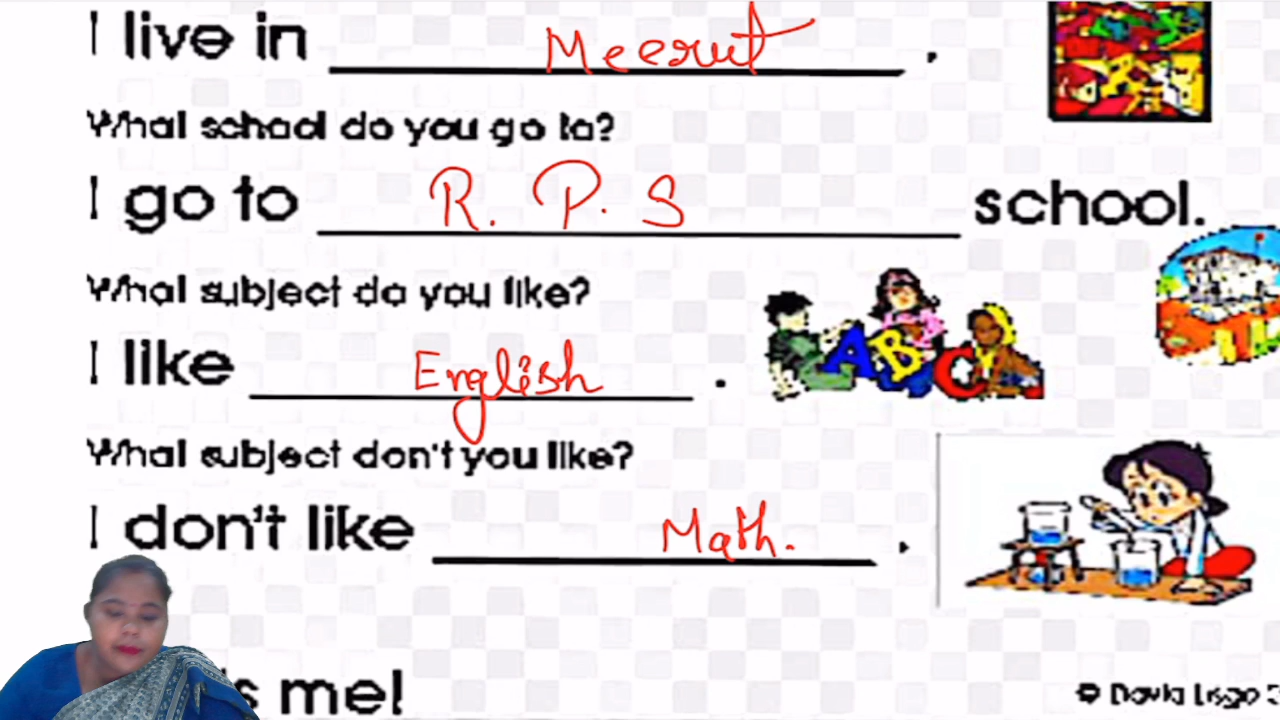 I live in Meerut .
What school do you go to?
I go to R. P. S school.
What subject do you like?
I like English .
A B C
What subject don't you like?
I don't like Math. .
s me! ©